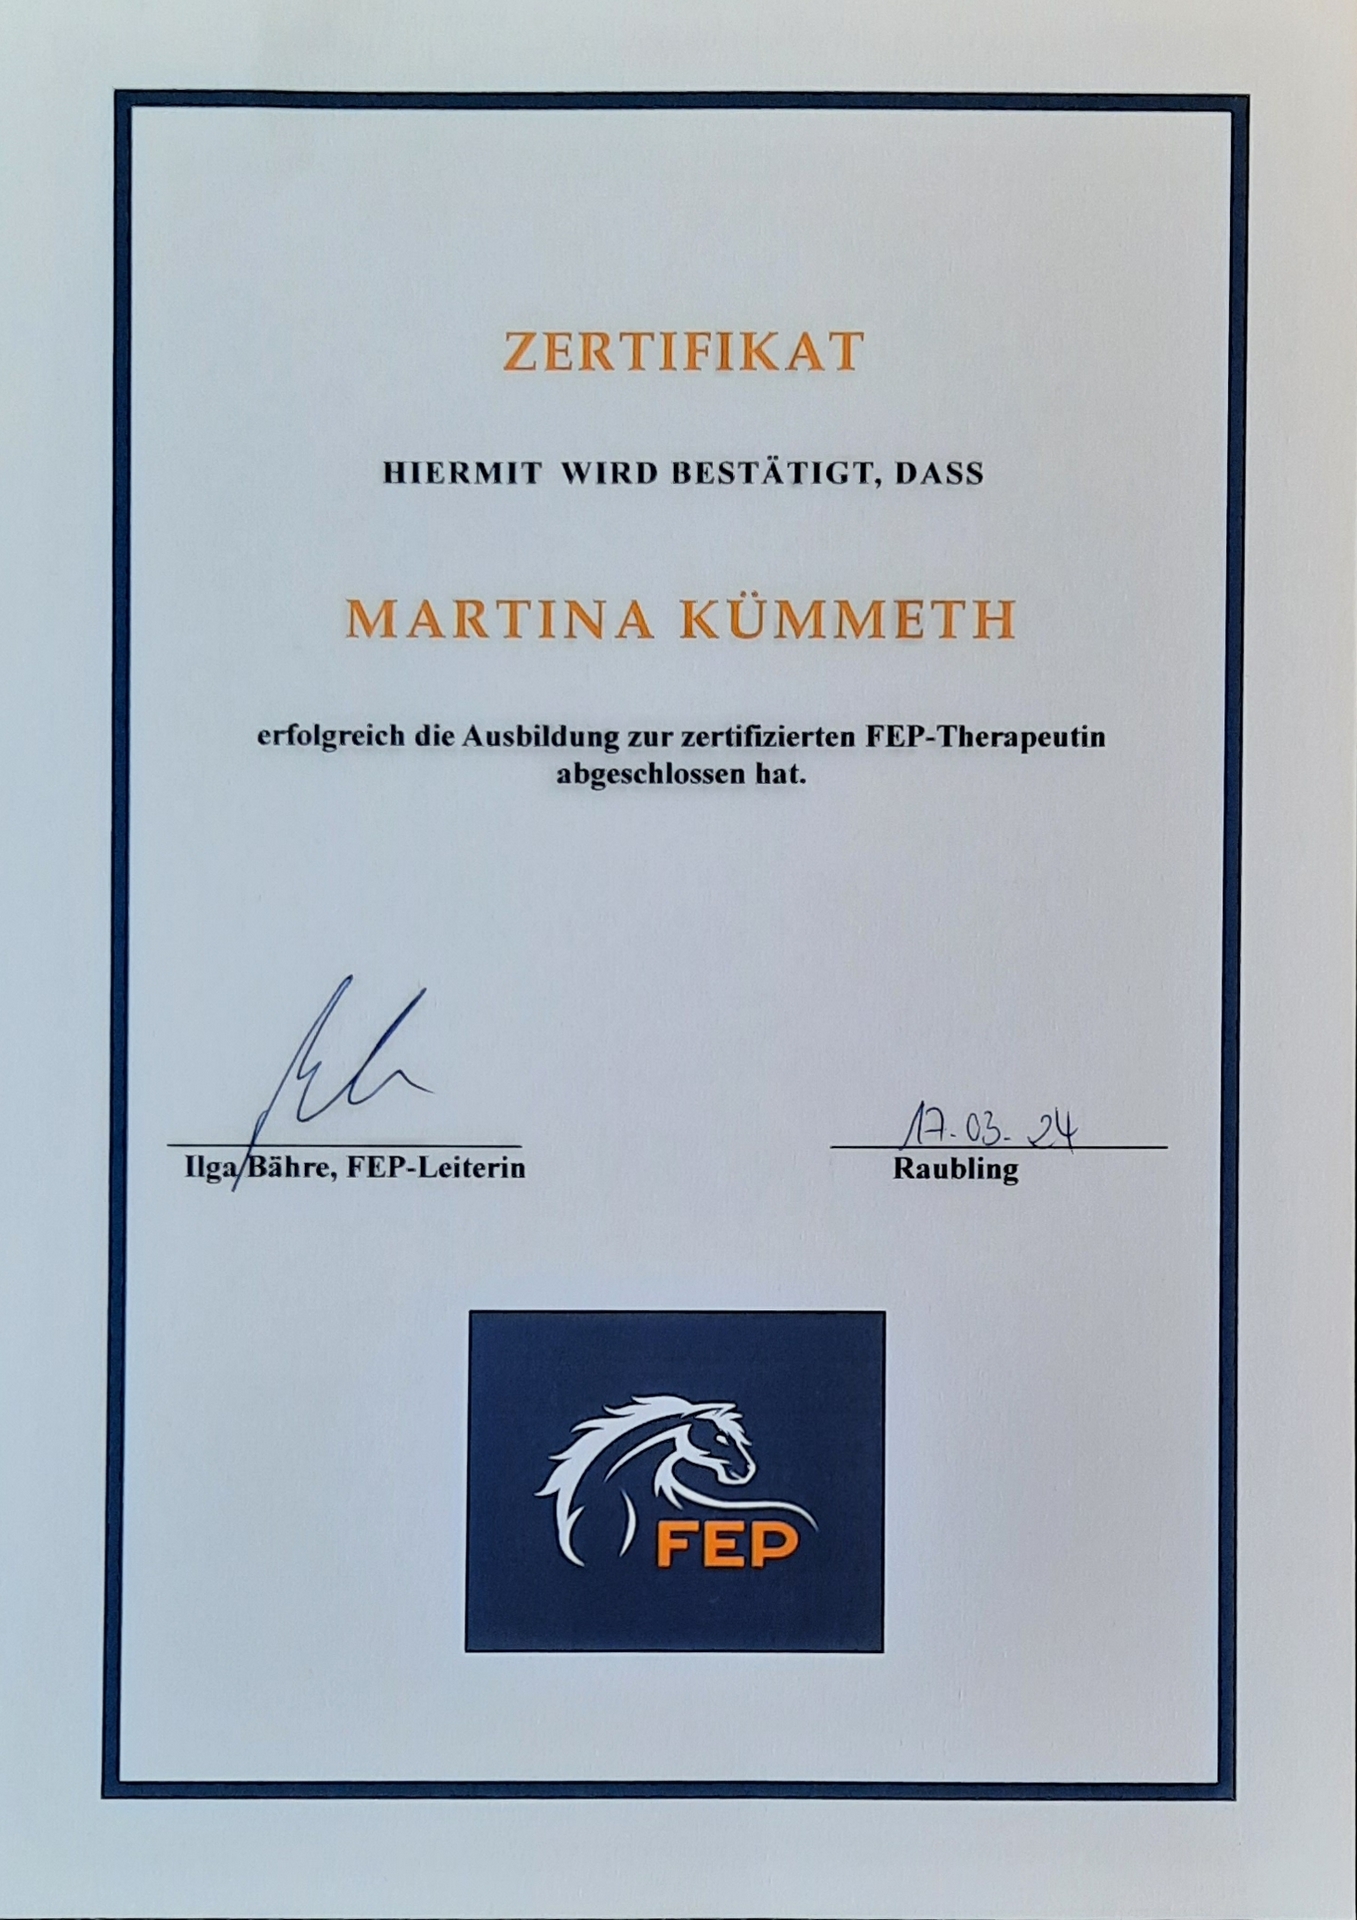 ZERTIFIKAT
HIERMIT WIRD BESTÄTIGT, DASS
MARTINA KÜMMETH
erfolgreich die Ausbildung zur zertifizierten FEP-Therapeutin
abgeschlossen hat.
17.03.24
Ilga Bähre, FEP-Leiterin
Raubling
FEP